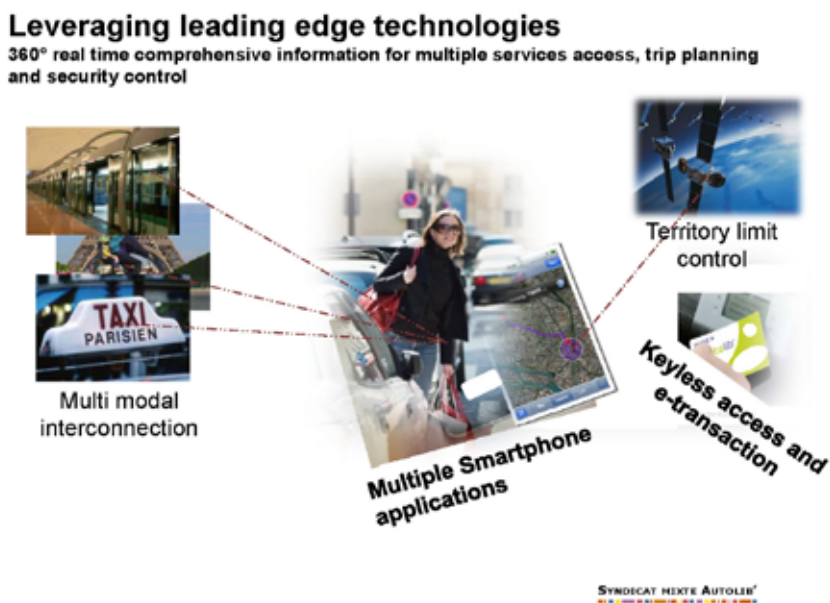 Leveraging leading edge technologies
360° real time comprehensive information for multiple services access, trip planning
and security control
TAXI
PARISIEN
Multi modal
interconnection
Multiple Smartphone
applications
Territory limit
control
Keyless access and
e-transaction
SYNDICAT MIXTE AUTOLIB'